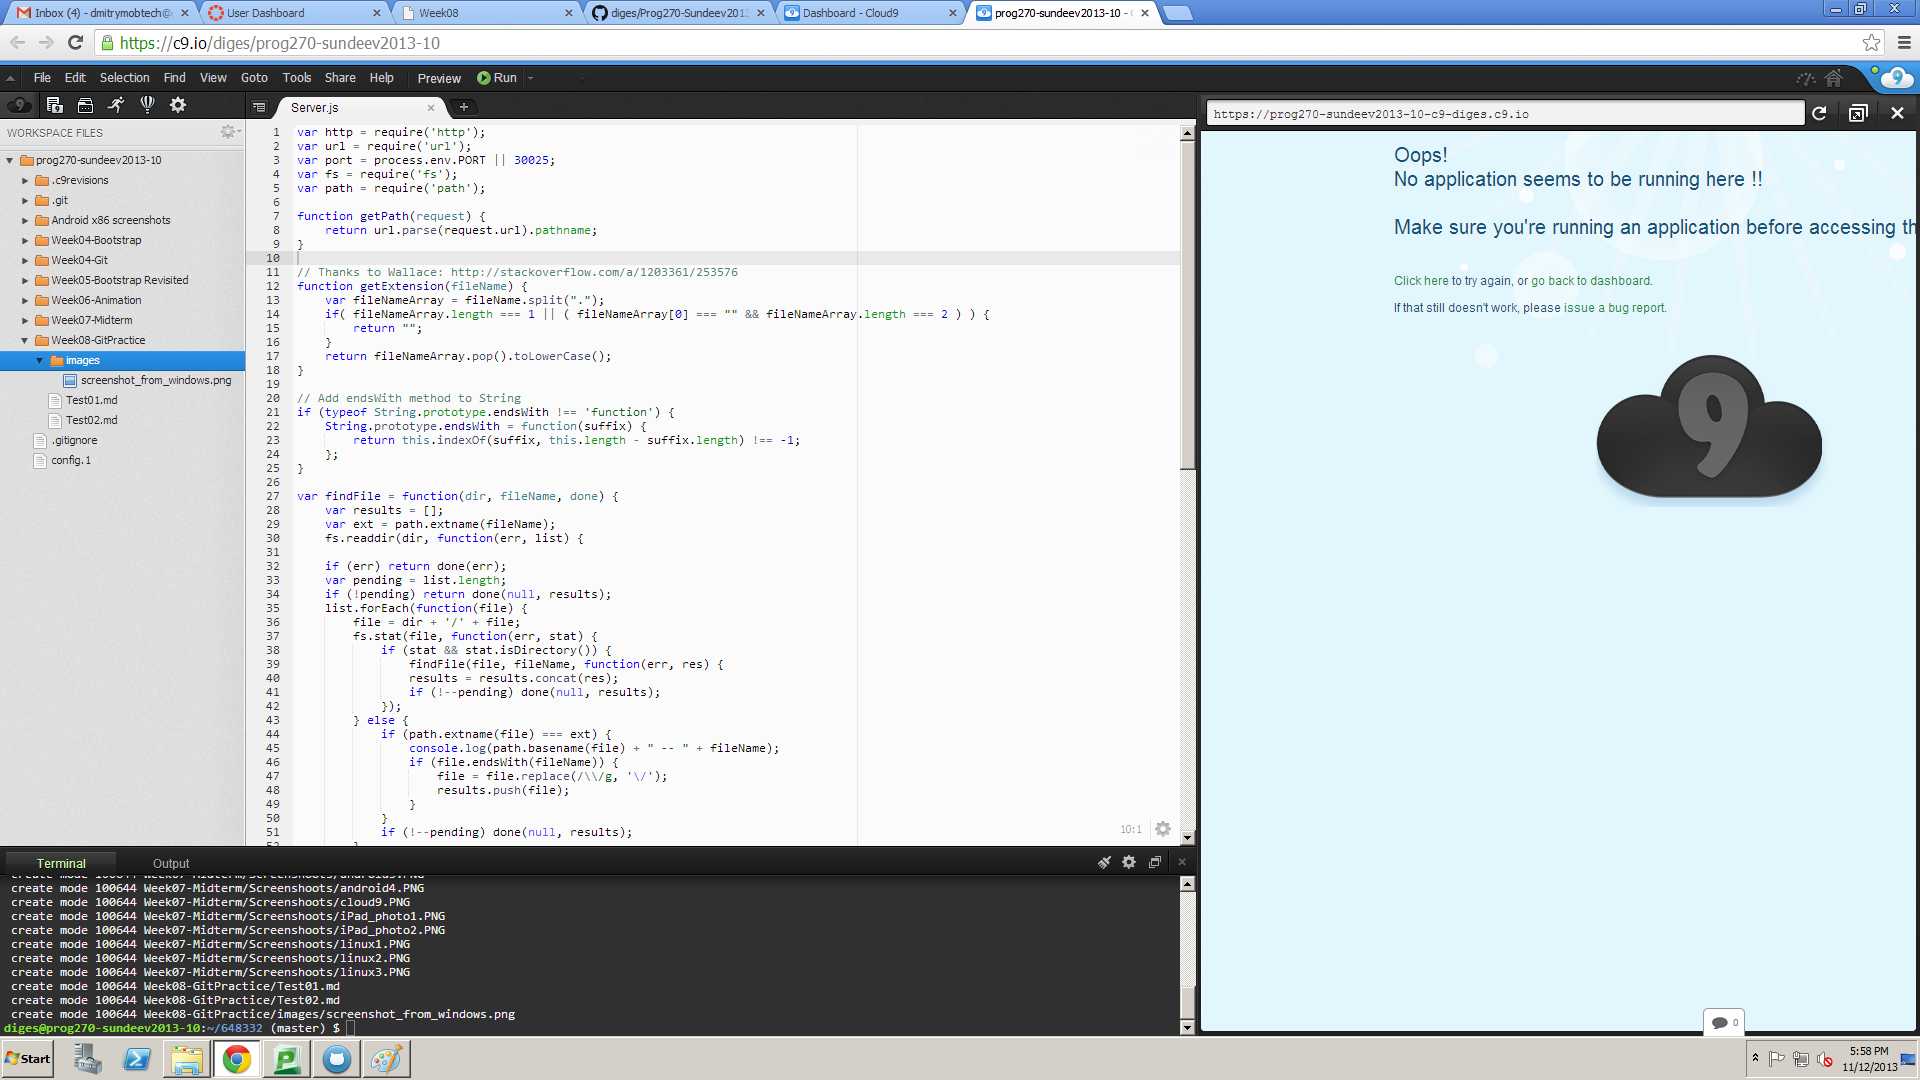 Inbox (4) - dmitrymobtech@
User Dashboard
Week08
diges/Prog270-Sundeev2013
Dashboard - Cloud9
prog270-sundeev2013-10 -
https://c9.io/diges/prog270-sundeev2013-10
File Edit Selection Find View Goto Tools Share Help Preview Run
9
WORKSPACE FILES
prog270-sundeev2013-10
.c9revisions
.git
Android x86 screenshots
Week04-Bootstrap
Week04-Git
Week05-Bootstrap Revisited
Week06-Animation
Week07-Midterm
Week08-GitPractice
images
screenshot_from_windows.png
Test01.md
Test02.md
.gitignore
config.1
Server.js
1 var http = require('http');
2 var url = require('url');
3 var port = process.env.PORT || 30025;
4 var fs = require('fs');
5 var path = require('path');
6
7 function getPath(request) {
8     return url.parse(request.url).pathname;
9 }
10
11 // Thanks to Wallace: http://stackoverflow.com/a/1203361/253576
12 function getExtension(fileName) {
13     var fileNameArray = fileName.split(".");
14     if( fileNameArray.length === 1 || ( fileNameArray[0] === "" && fileNameArray.length === 2 ) ) {
15         return "";
16     }
17     return fileNameArray.pop().toLowerCase();
18 }
19
20 // Add endsWith method to String
21 if (typeof String.prototype.endsWith !== 'function') {
22     String.prototype.endsWith = function(suffix) {
23         return this.indexOf(suffix, this.length - suffix.length) !== -1;
24     };
25 }
26
27 var findFile = function(dir, fileName, done) {
28     var results = [];
29     var ext = path.extname(fileName);
30     fs.readdir(dir, function(err, list) {
31
32     if (err) return done(err);
33     var pending = list.length;
34     if (!pending) return done(null, results);
35     list.forEach(function(file) {
36         file = dir + '/' + file;
37         fs.stat(file, function(err, stat) {
38             if (stat && stat.isDirectory()) {
39                 findFile(file, fileName, function(err, res) {
40                 results = results.concat(res);
41                 if (!--pending) done(null, results);
42             });
43         } else {
44             if (path.extname(file) === ext) {
45                 console.log(path.basename(file) + " -- " + fileName);
46                 if (file.endsWith(fileName)) {
47                     file = file.replace(/\\/g, '\/');
48                     results.push(file);
49                 }
50             }
51             if (!--pending) done(null, results);
10:1
https://prog270-sundeev2013-10-c9-diges.c9.io
Oops!
No application seems to be running here !!
Make sure you're running an application before accessing th
Click here to try again, or go back to dashboard.
If that still doesn't work, please issue a bug report.
9
0
Terminal Output
create mode 100644 Week07-Midterm/Screenshoots/android4.PNG
create mode 100644 Week07-Midterm/Screenshoots/cloud9.PNG
create mode 100644 Week07-Midterm/Screenshoots/iPad_photo1.PNG
create mode 100644 Week07-Midterm/Screenshoots/iPad_photo2.PNG
create mode 100644 Week07-Midterm/Screenshoots/linux1.PNG
create mode 100644 Week07-Midterm/Screenshoots/linux2.PNG
create mode 100644 Week07-Midterm/Screenshoots/linux3.PNG
create mode 100644 Week08-GitPractice/Test01.md
create mode 100644 Week08-GitPractice/Test02.md
create mode 100644 Week08-GitPractice/images/screenshot_from_windows.png
diges@prog270-sundeev2013-10:~/648332 (master) $
Start
5:58 PM
11/12/2013